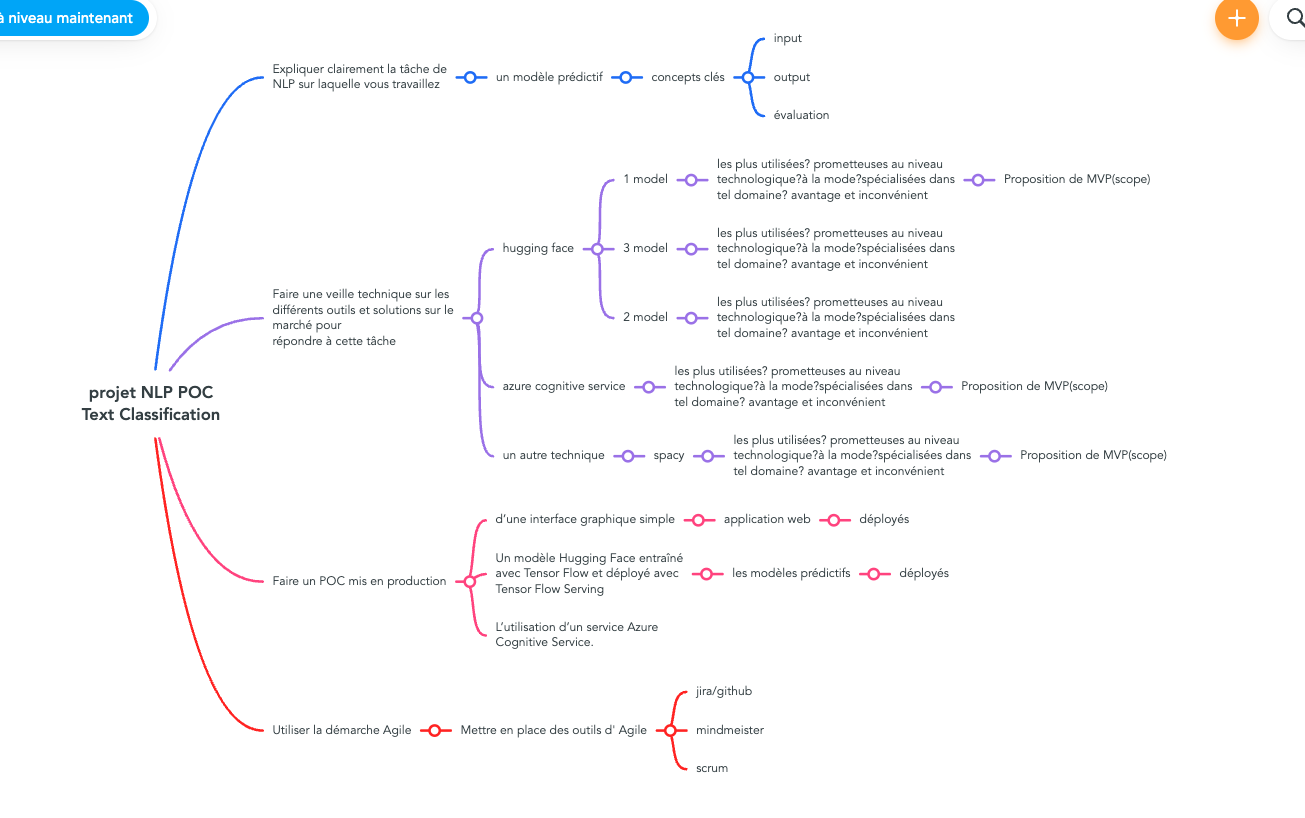 à niveau maintenant
input
Expliquer clairement la tâche de
NLP sur laquelle vous travaillez
un modèle prédictif
concepts clés
output
évaluation
les plus utilisées? prometteuses au niveau
technologique?à la mode?spécialisées dans
tel domaine? avantage et inconvénient
1 model
Proposition de MVP(scope)
hugging face
3 model
les plus utilisées? prometteuses au niveau
technologique?à la mode?spécialisées dans
tel domaine? avantage et inconvénient
Faire une veille technique sur les
différents outils et solutions sur le
marché pour
répondre à cette tâche
2 model
les plus utilisées? prometteuses au niveau
technologique?à la mode?spécialisées dans
tel domaine? avantage et inconvénient
azure cognitive service
les plus utilisées? prometteuses au niveau
technologique?à la mode?spécialisées dans
tel domaine? avantage et inconvénient
Proposition de MVP(scope)
projet NLP POC
Text Classification
un autre technique
spacy
les plus utilisées? prometteuses au niveau
technologique?à la mode?spécialisées dans
tel domaine? avantage et inconvénient
Proposition de MVP(scope)
d'une interface graphique simple
application web
déployés
Faire un POC mis en production
Un modèle Hugging Face entraîné
avec Tensor Flow et déployé avec
Tensor Flow Serving
les modèles prédictifs
déployés
L'utilisation d'un service Azure
Cognitive Service.
jira/github
Utiliser la démarche Agile
Mettre en place des outils d' Agile
mindmeister
scrum